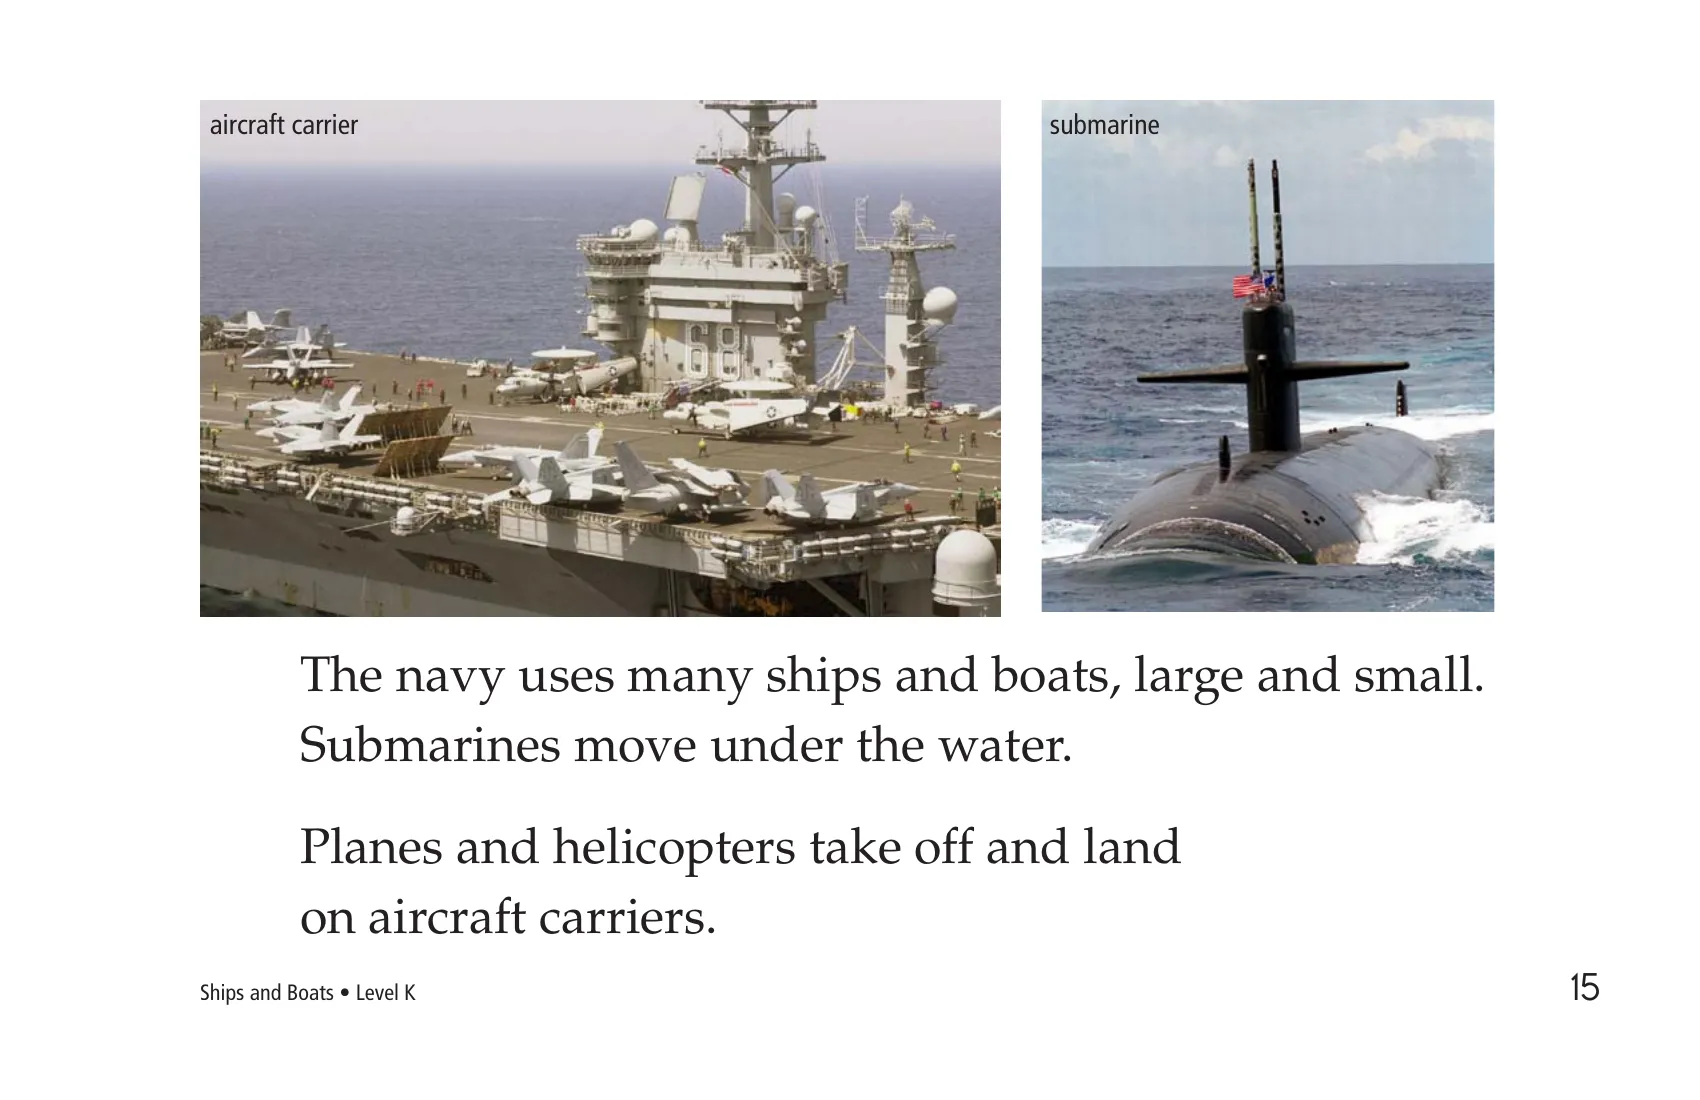 aircraft carrier
submarine
68
The navy uses many ships and boats, large and small.
Submarines move under the water.
Planes and helicopters take off and land
on aircraft carriers.
Ships and Boats • Level K
15